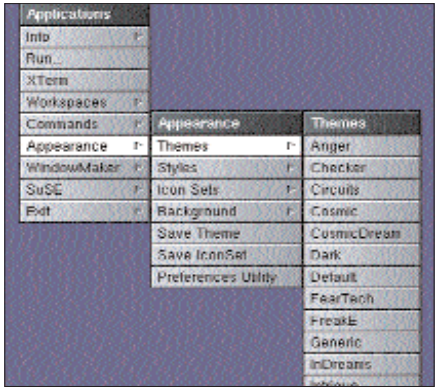 Applications
Info
Run...
XTerm
Workspaces
Commands
Appearance
WindowMaker
SuSE
Exit
Appearance
Themes
Styles
Icon Sets
Background
Save Theme
Save IconSet
Preferences Utility
Themes
Anger
Checker
Circuits
Cosmic
CosmicDream
Dark
Default
FearTech
FreakE
Generic
InDreams